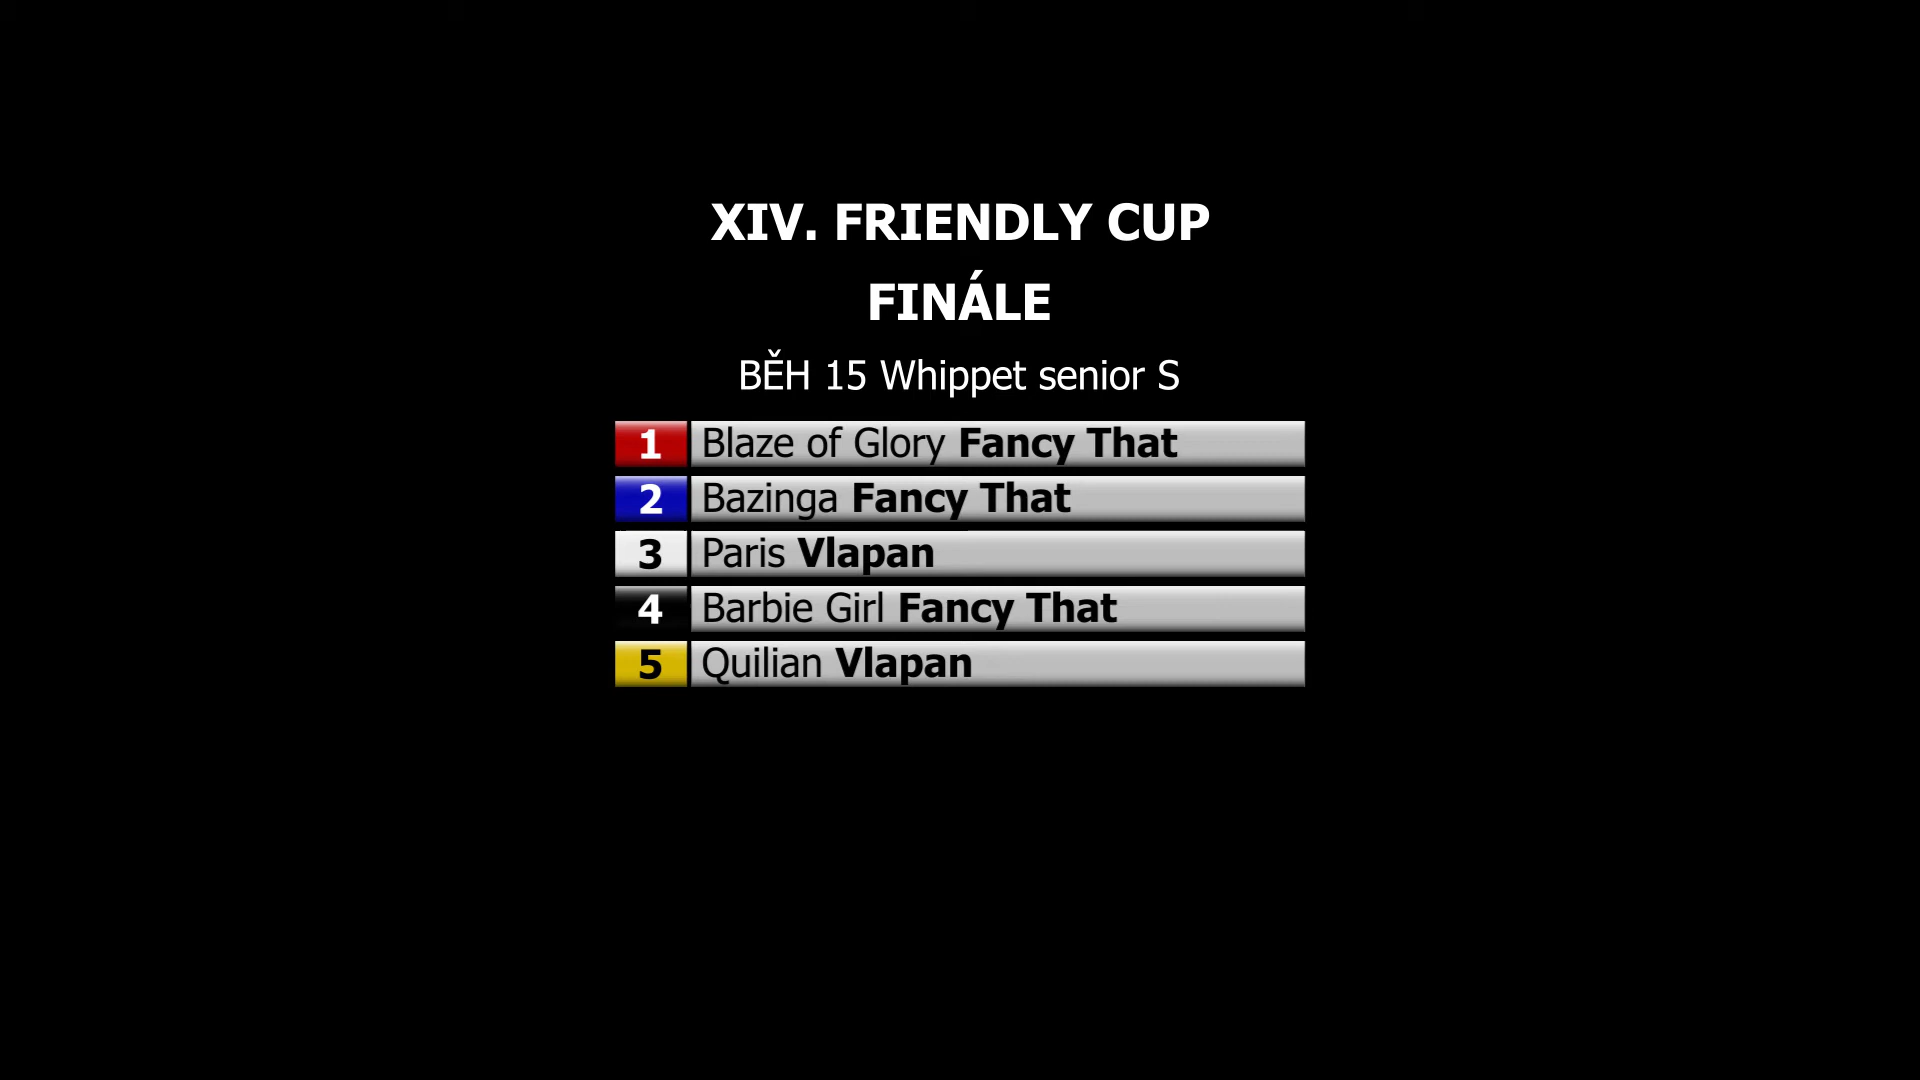 XIV. FRIENDLY CUP
FINÁLE
BĚH 15 Whippet senior S
1 Blaze of Glory Fancy That
2 Bazinga Fancy That
3 Paris Vlapan
4 Barbie Girl Fancy That
5 Quilian Vlapan